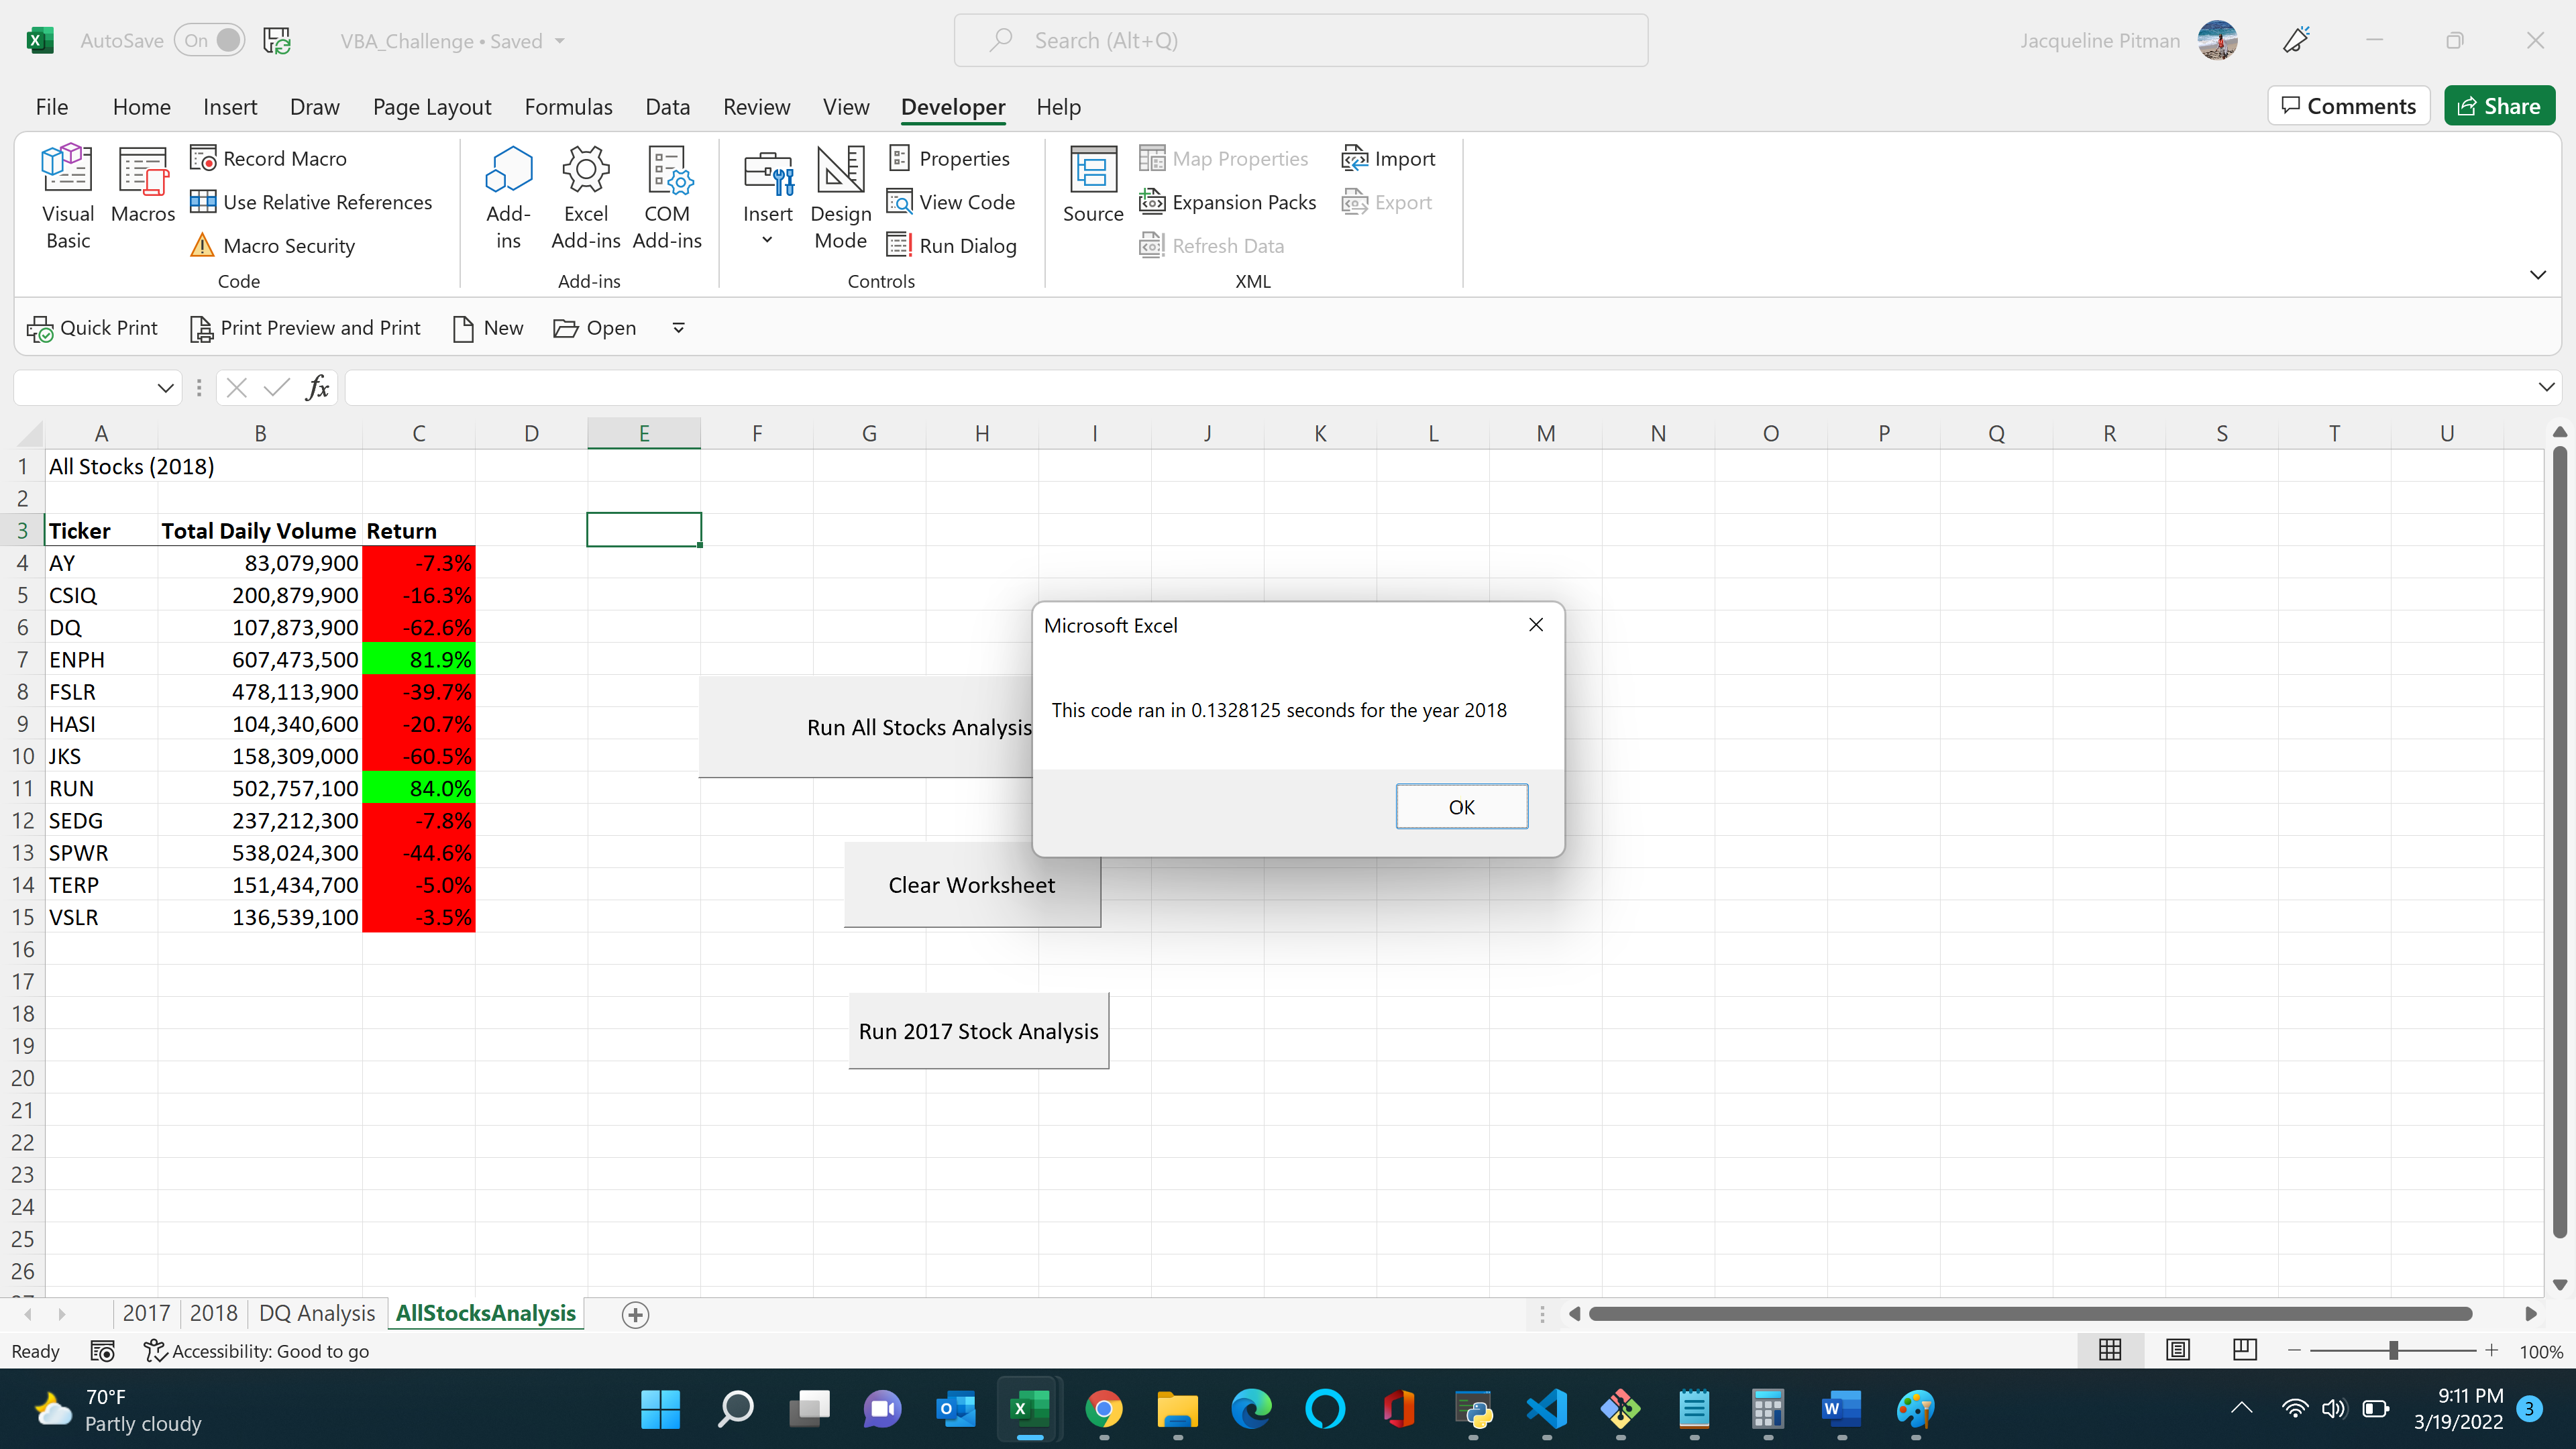 AutoSave On VBA_Challenge • Saved Search (Alt+Q) Jacqueline Pitman
File Home Insert Draw Page Layout Formulas Data Review View Developer Help Comments Share
Visual Basic
Macros
Record Macro
Use Relative References
Macro Security
Code
Add-ins
Excel Add-ins
COM Add-ins
Add-ins
Insert
Design Mode
Properties
View Code
Run Dialog
Controls
Source
Map Properties
Expansion Packs
Refresh Data
Import
Export
XML
Quick Print Print Preview and Print New Open
fx
A B C D E F G H I J K L M N O P Q R S T U
1 All Stocks (2018)
2
3 Ticker Total Daily Volume Return
4 AY 83,079,900 -7.3%
5 CSIQ 200,879,900 -16.3%
6 DQ 107,873,900 -62.6%
7 ENPH 607,473,500 81.9%
8 FSLR 478,113,900 -39.7%
9 HASI 104,340,600 -20.7%
10 JKS 158,309,000 -60.5%
11 RUN 502,757,100 84.0%
12 SEDG 237,212,300 -7.8%
13 SPWR 538,024,300 -44.6%
14 TERP 151,434,700 -5.0%
15 VSLR 136,539,100 -3.5%
16
17
18
19
20
21
22
23
24
25
26
Run All Stocks Analysis
Microsoft Excel
This code ran in 0.1328125 seconds for the year 2018
OK
Clear Worksheet
Run 2017 Stock Analysis
2017 2018 DQ Analysis AllStocksAnalysis
Ready Accessibility: Good to go 100%
70°F
Partly cloudy
9:11 PM
3/19/2022
3